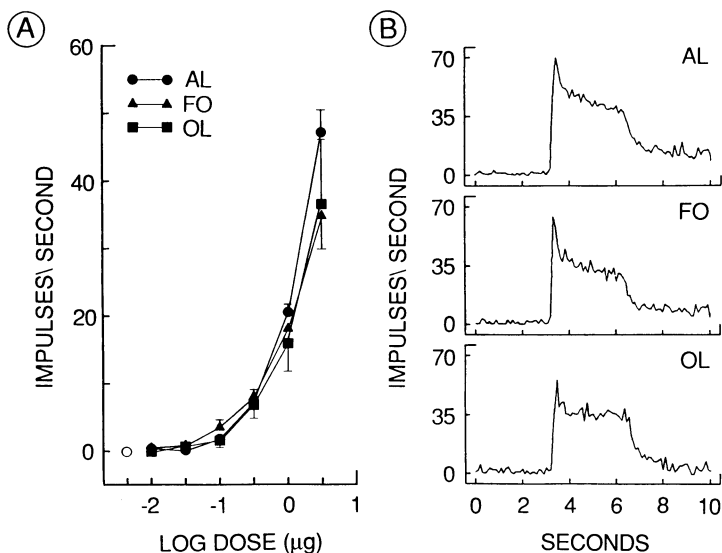 A
60
40
20
0
IMPULSES\ SECOND
AL
FO
OL
-2 -1 0 1
LOG DOSE (µg)
B
IMPULSES\ SECOND
AL
70
35
0
FO
70
35
0
OL
70
35
0
0 2 4 6 8 10
SECONDS